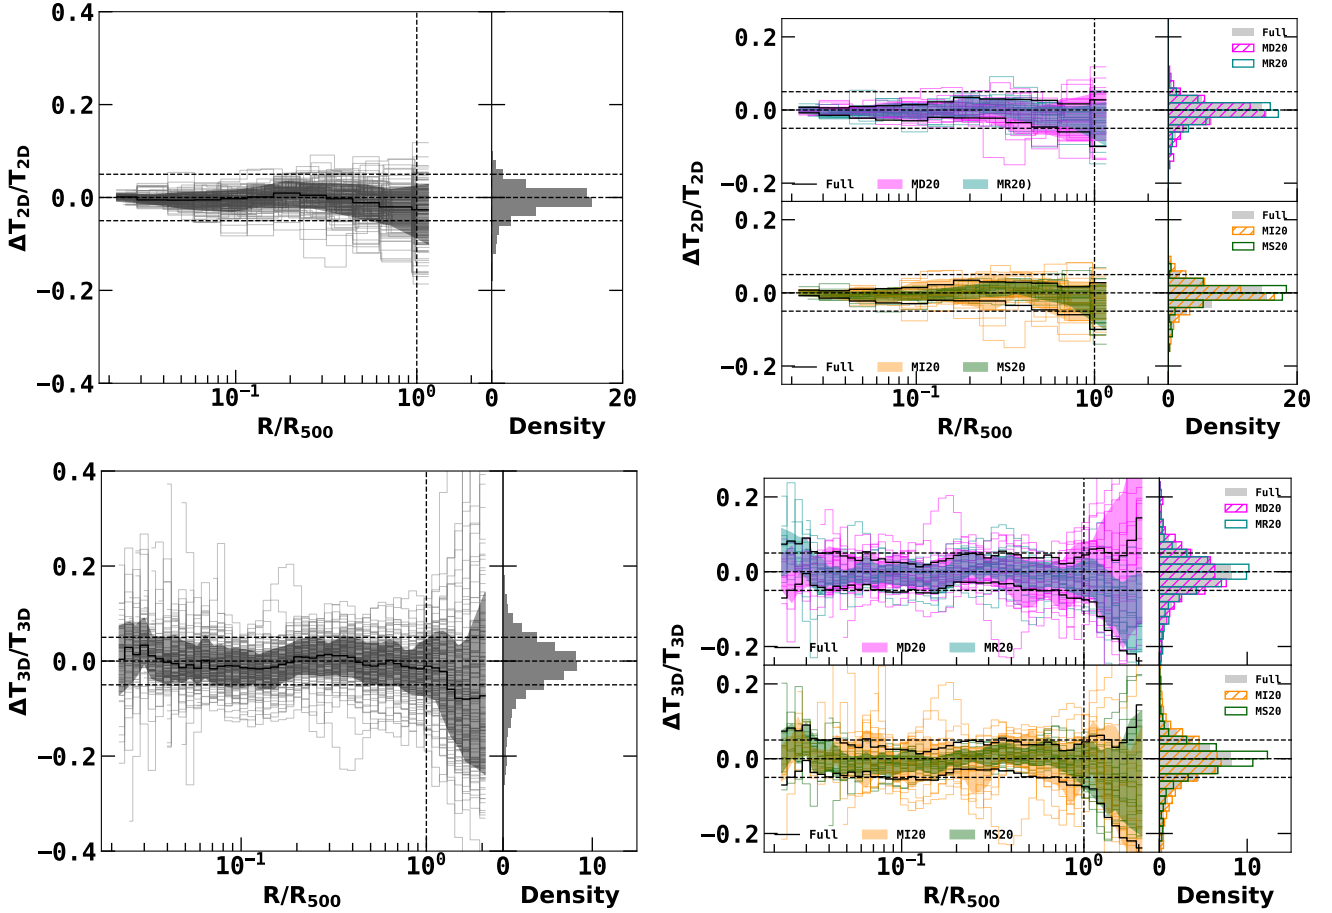 0.4
0.2
0.0
−0.2
−0.4
ΔT2D/T2D
10−1
100
0
20
R/R500
Density
0.2
0.0
−0.2
Full
MD20
MR20
Full
MD20
MR20)
0.2
0.0
−0.2
Full
MI20
MS20
Full
MI20
MS20
ΔT2D/T2D
10−1
100
0
20
R/R500
Density
0.4
0.2
0.0
−0.2
−0.4
ΔT3D/T3D
10−1
100
0
10
R/R500
Density
0.2
0.0
−0.2
Full
MD20
MR20
Full
MD20
MR20
0.2
0.0
−0.2
Full
MI20
MS20
Full
MI20
MS20
ΔT3D/T3D
10−1
100
0
10
R/R500
Density